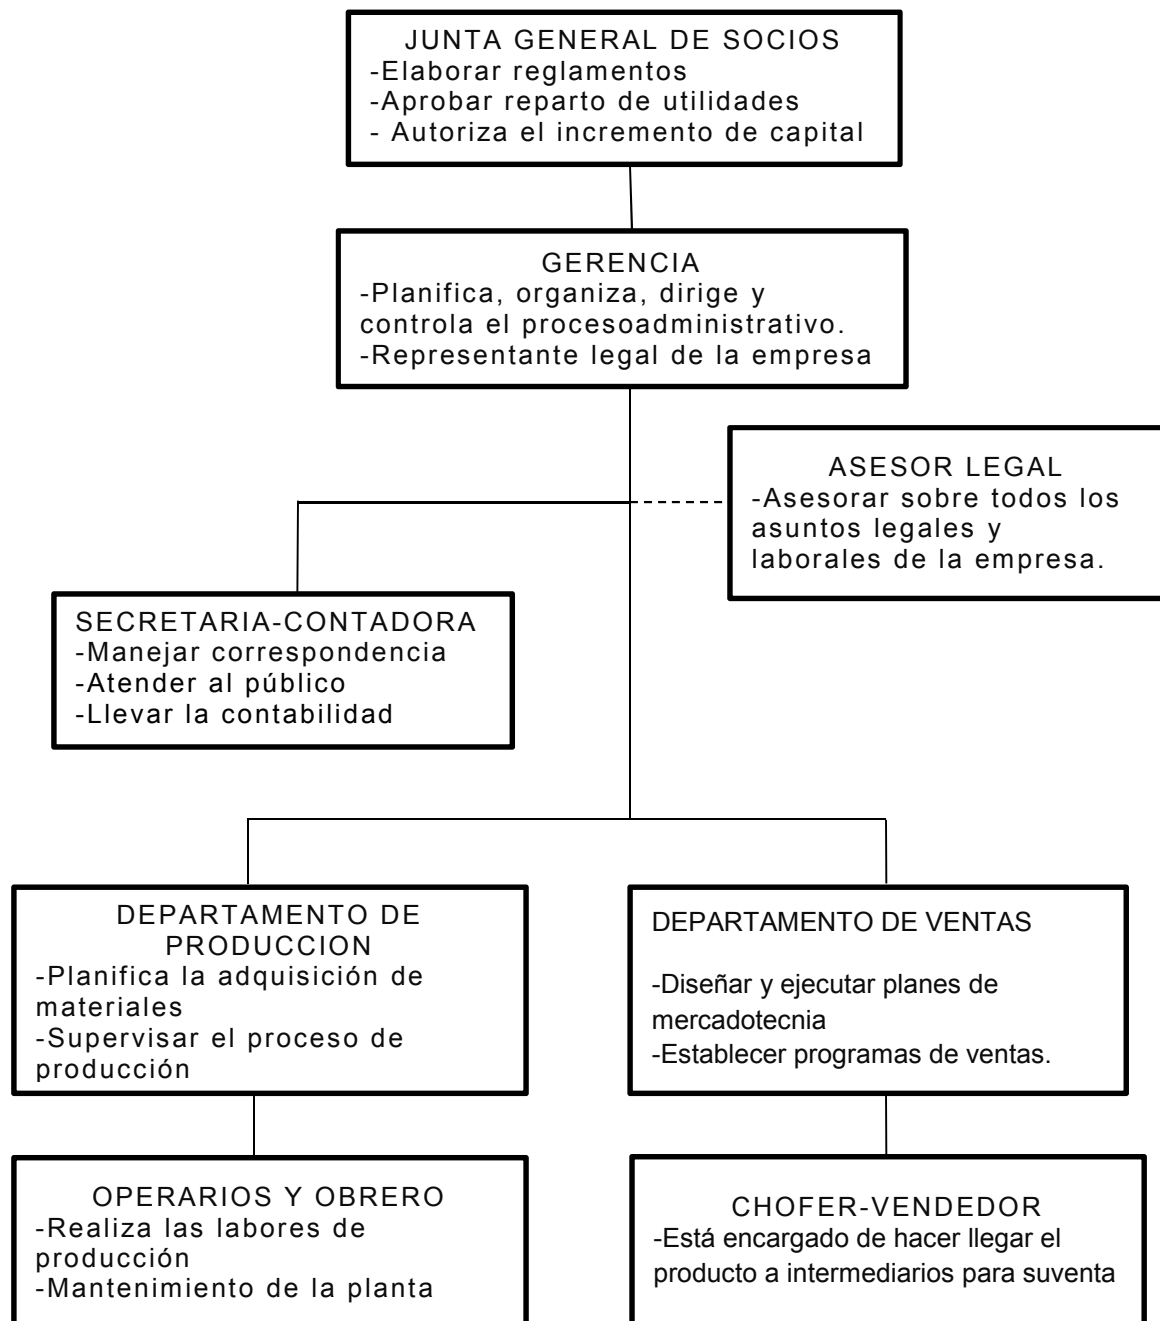 JUNTA GENERAL DE SOCIOS
-Elaborar reglamentos
-Aprobar reparto de utilidades
- Autoriza el incremento de capital
GERENCIA
-Planifica, organiza, dirige y
controla el procesoadministrativo.
-Representante legal de la empresa
ASESOR LEGAL
-Asesorar sobre todos los
asuntos legales y
laborales de la empresa.
SECRETARIA-CONTADORA
-Manejar correspondencia
-Atender al público
-Llevar la contabilidad
DEPARTAMENTO DE
PRODUCCION
-Planifica la adquisición de
materiales
-Supervisar el proceso de
producción
DEPARTAMENTO DE VENTAS
-Diseñar y ejecutar planes de
mercadotecnia
-Establecer programas de ventas.
OPERARIOS Y OBRERO
-Realiza las labores de
producción
-Mantenimiento de la planta
CHOFER-VENDEDOR
-Está encargado de hacer llegar el
producto a intermediarios para suventa